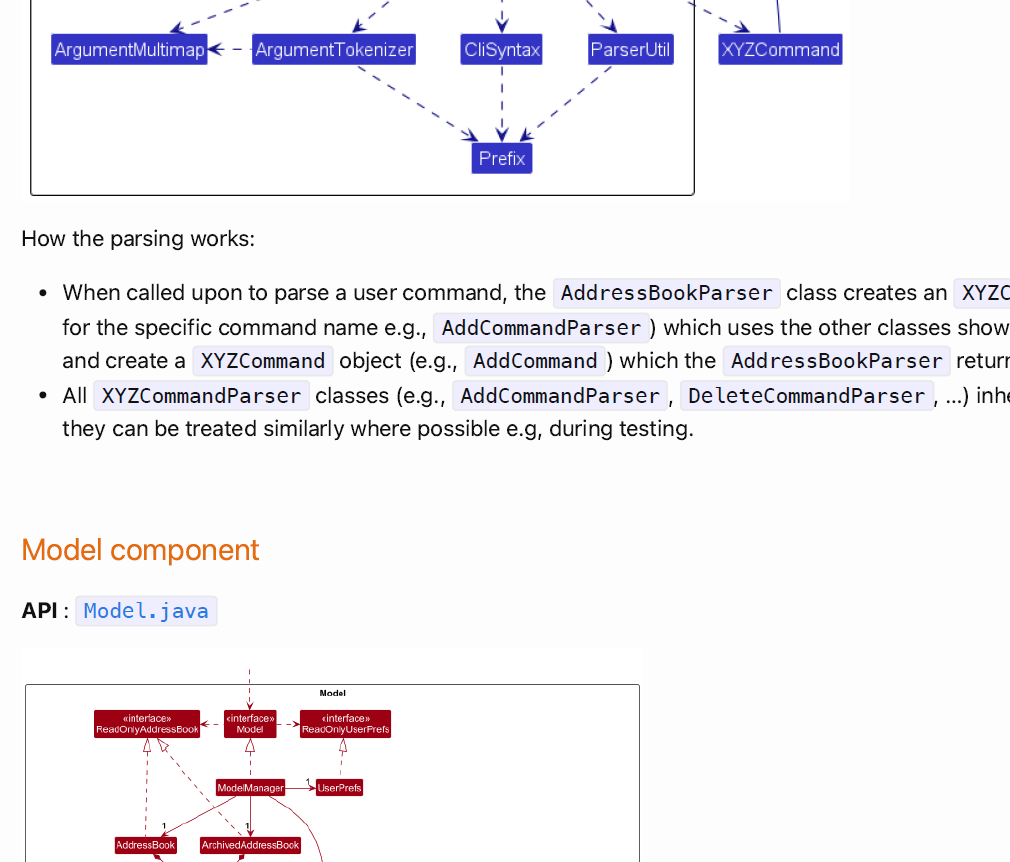 ArgumentMultimap ArgumentTokenizer CliSyntax ParserUtil XYZCommand
Prefix
How the parsing works:
• When called upon to parse a user command, the AddressBookParser class creates an XYZC
for the specific command name e.g., AddCommandParser ) which uses the other classes show
and create a XYZCommand object (e.g., AddCommand ) which the AddressBookParser return
• All XYZCommandParser classes (e.g., AddCommandParser , DeleteCommandParser , ...) inhe
they can be treated similarly where possible e.g, during testing.
Model component
API : Model.java
Model
«interface» «interface» «interface»
ReadOnlyAddressBook Model ReadOnlyUserPrefs
ModelManager 1 UserPrefs
1 1
AddressBook ArchivedAddressBook